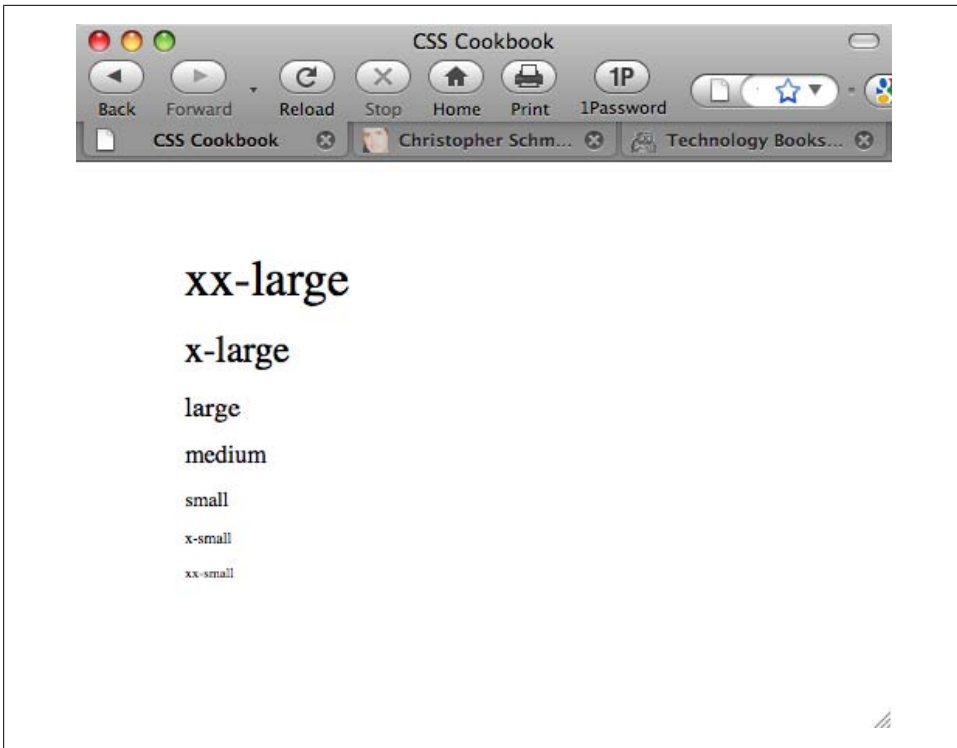 CSS Cookbook
Back Forward Reload Stop Home Print 1Password
1P
CSS Cookbook Christopher Schm... Technology Books...
xx-large
x-large
large
medium
small
x-small
xx-small